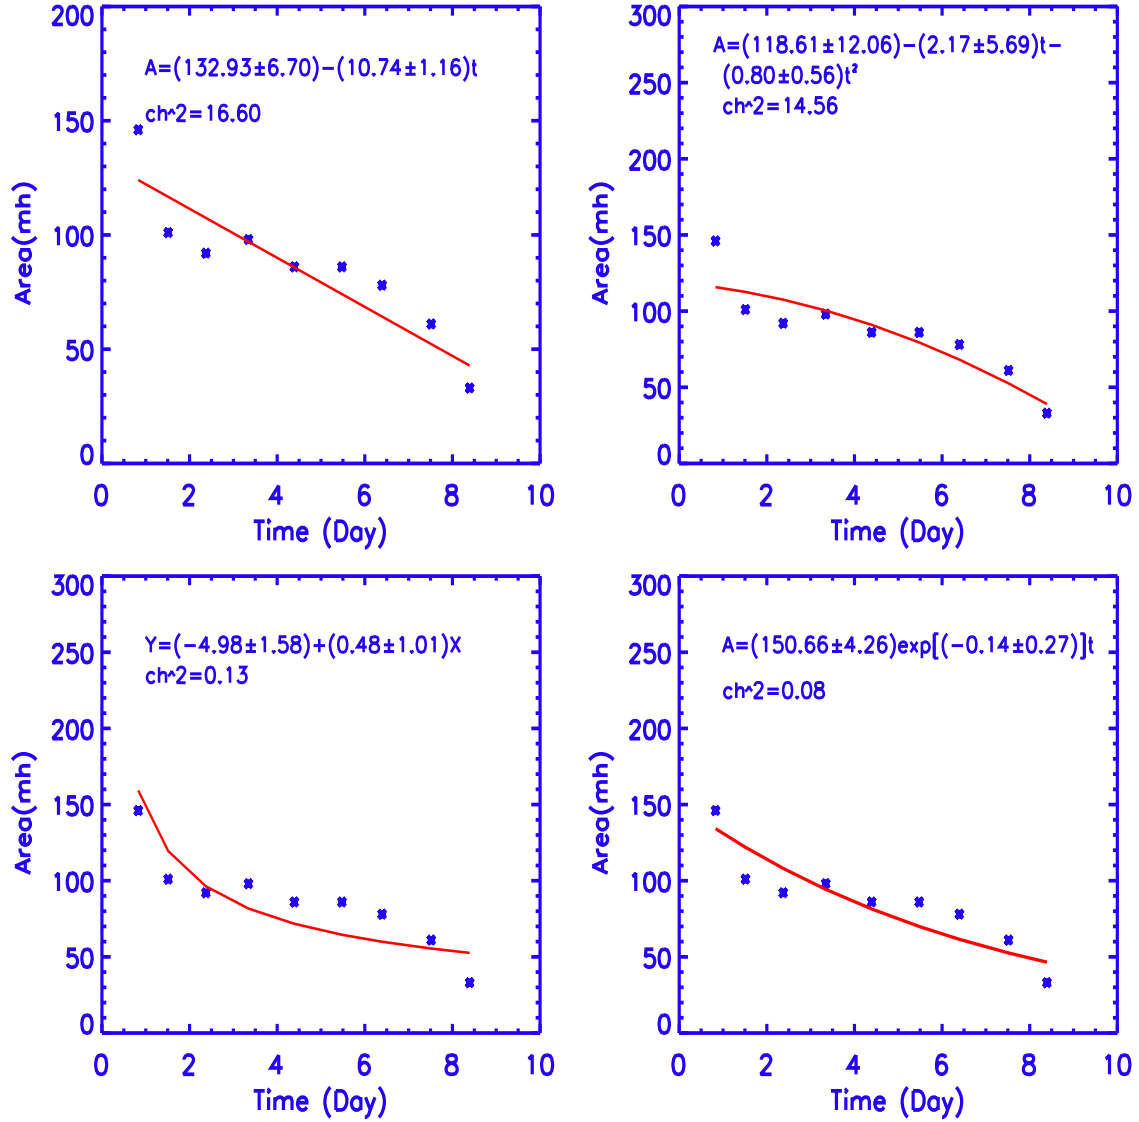 A=(132.93±6.70)−(10.74±1.16)t
ch^2=16.60
200
150
100
50
0
Area(mh)
0 2 4 6 8 10
Time (Day)
A=(118.61±12.06)−(2.17±5.69)t−
(0.80±0.56)t²
ch^2=14.56
300
250
200
150
100
50
0
Area(mh)
0 2 4 6 8 10
Time (Day)
Y=(−4.98±1.58)+(0.48±1.01)X
ch^2=0.13
300
250
200
150
100
50
0
Area(mh)
0 2 4 6 8 10
Time (Day)
A=(150.66±4.26)exp[(−0.14±0.27)]t
ch^2=0.08
300
250
200
150
100
50
0
Area(mh)
0 2 4 6 8 10
Time (Day)